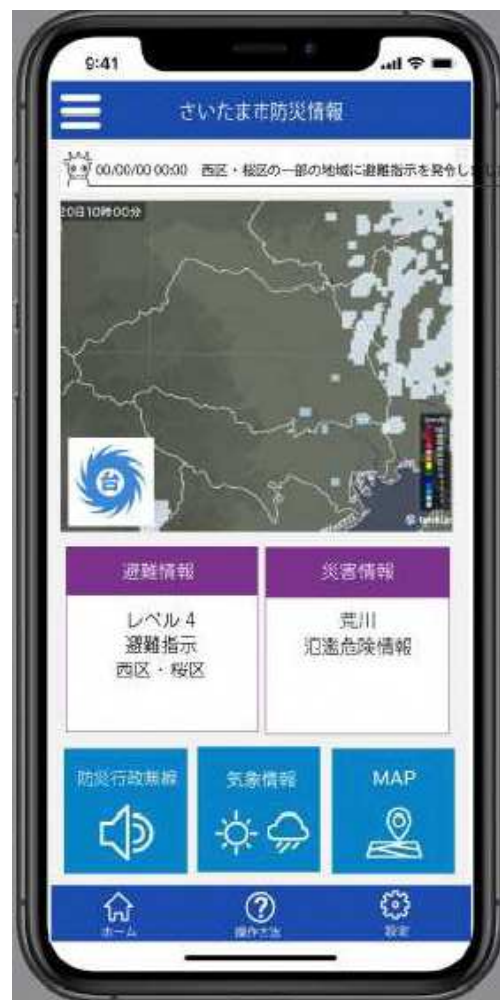 9:41
さいたま市防災情報
00/00/00 00:00 西区・桜区の一部の地域に避難指示を発令しまし
20日10時00分
台
避難情報
災害情報
レベル 4
避難指示
西区・桜区
荒川
氾濫危険情報
防災行政無線
気象情報
MAP
ホーム
操作方法
設定